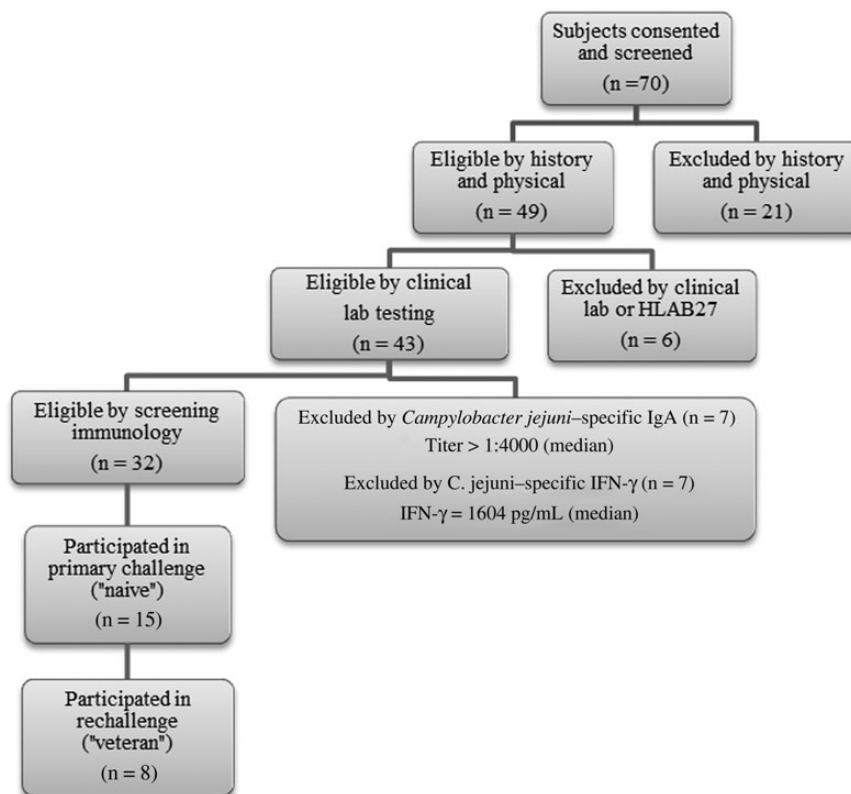 Subjects consented
and screened
(n =70)
Eligible by history
and physical
(n = 49)
Excluded by history
and physical
(n = 21)
Eligible by clinical
lab testing
(n = 43)
Excluded by clinical
lab or HLAB27
(n = 6)
Eligible by screening
immunology
(n = 32)
Excluded by Campylobacter jejuni–specific IgA (n = 7)
Titer > 1:4000 (median)
Excluded by C. jejuni–specific IFN-γ (n = 7)
IFN-γ = 1604 pg/mL (median)
Participated in
primary challenge
("naive")
(n = 15)
Participated in
rechallenge
("veteran")
(n = 8)